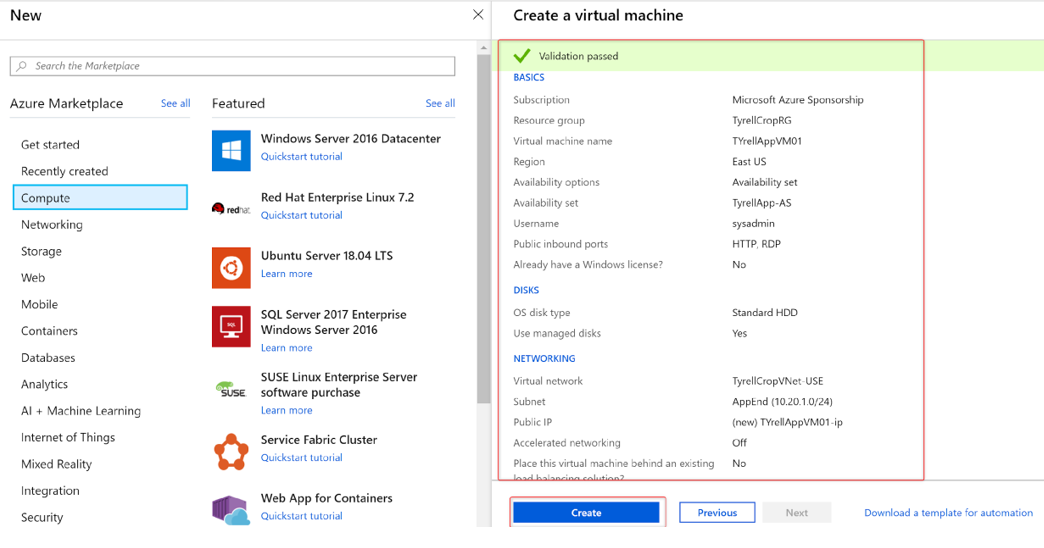 New
Search the Marketplace
Azure Marketplace See all
Get started
Recently created
Compute
Networking
Storage
Web
Mobile
Containers
Databases
Analytics
AI + Machine Learning
Internet of Things
Mixed Reality
Integration
Security
Featured See all
Windows Server 2016 Datacenter
Quickstart tutorial
redhat
Red Hat Enterprise Linux 7.2
Quickstart tutorial
Ubuntu Server 18.04 LTS
Learn more
SQL
SQL Server 2017 Enterprise
Windows Server 2016
Learn more
SUSE
SUSE Linux Enterprise Server
software purchase
Learn more
Service Fabric Cluster
Quickstart tutorial
Web App for Containers
Quickstart tutorial
Create a virtual machine
Validation passed
BASICS
Subscription Microsoft Azure Sponsorship
Resource group TyrellCropRG
Virtual machine name TYrellAppVM01
Region East US
Availability options Availability set
Availability set TyrellApp-AS
Username sysadmin
Public inbound ports HTTP, RDP
Already have a Windows license? No
DISKS
OS disk type Standard HDD
Use managed disks Yes
NETWORKING
Virtual network TyrellCropVNet-USE
Subnet AppEnd (10.20.1.0/24)
Public IP (new) TYrellAppVM01-ip
Accelerated networking Off
Place this virtual machine behind an existing No
load balancing solution?
Create Previous Next Download a template for automation